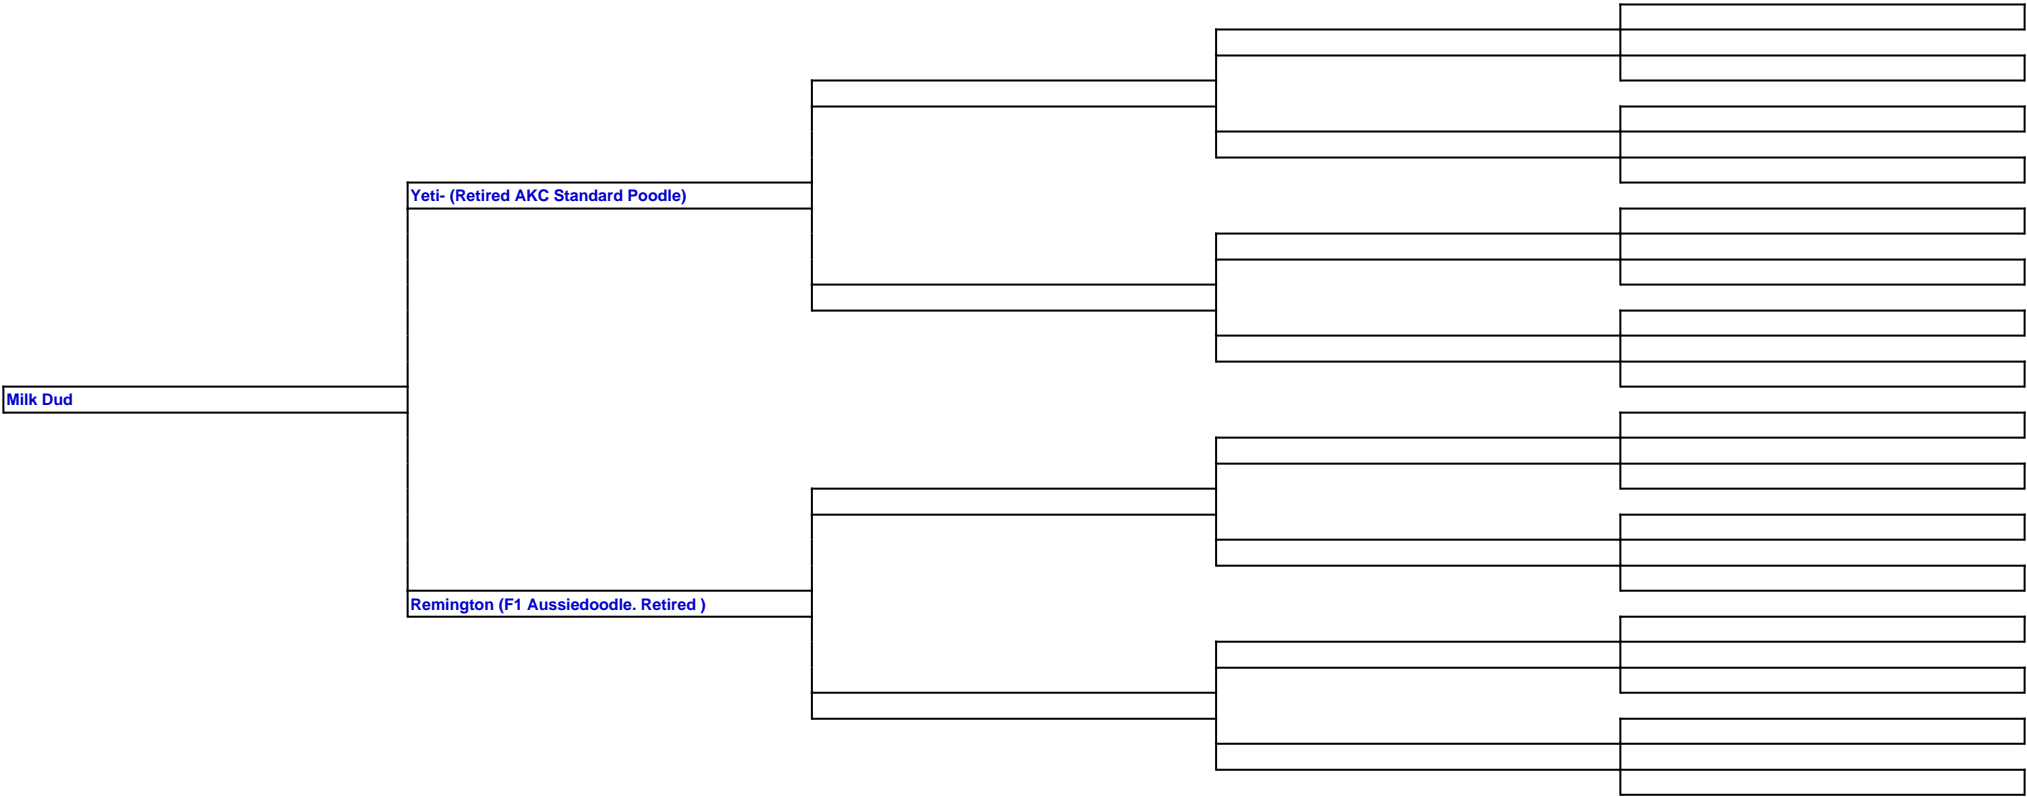 Yeti- (Retired AKC Standard Poodle)
Milk Dud
Remington (F1 Aussiedoodle. Retired )